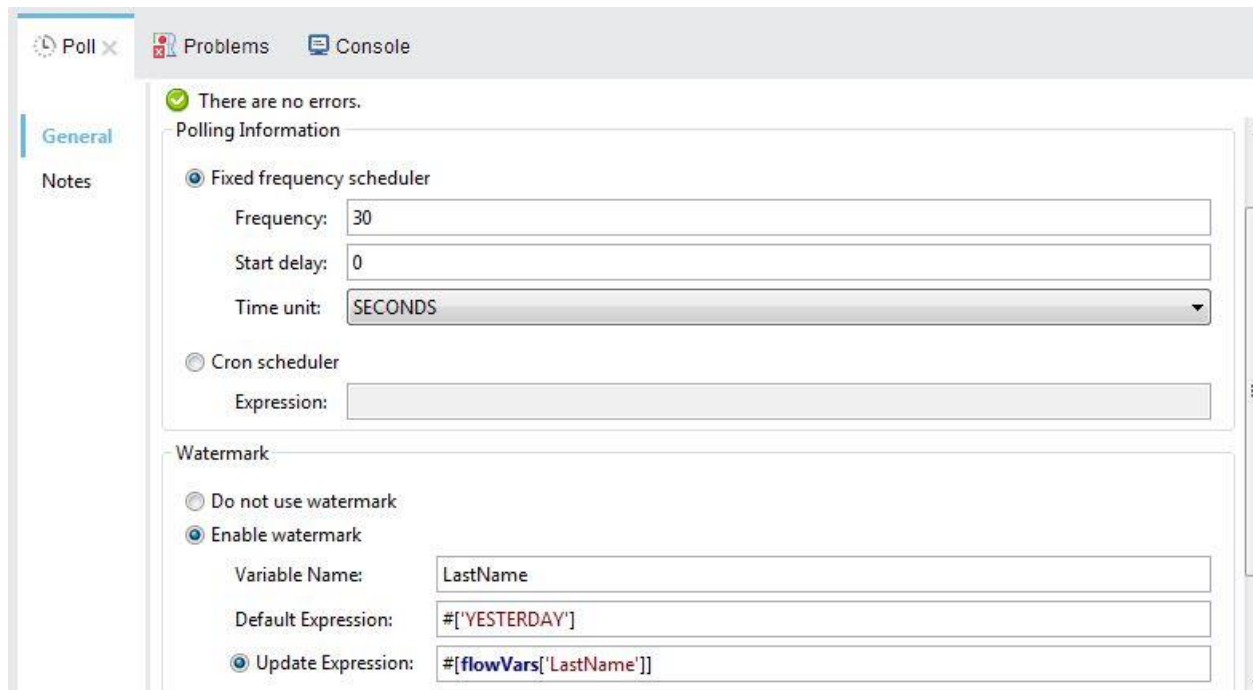 Poll Problems Console
There are no errors.
General
Notes
Polling Information
Fixed frequency scheduler
Frequency: 30
Start delay: 0
Time unit: SECONDS
Cron scheduler
Expression:
Watermark
Do not use watermark
Enable watermark
Variable Name: LastName
Default Expression: #['YESTERDAY']
Update Expression: #[flowVars['LastName']]